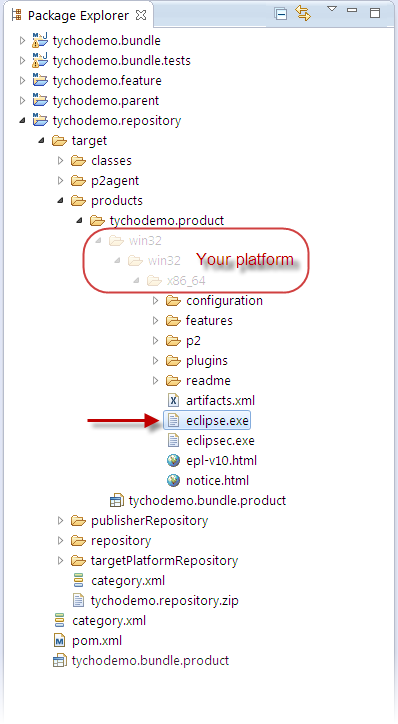 Package Explorer
tychodemo.bundle
tychodemo.bundle.tests
tychodemo.feature
tychodemo.parent
tychodemo.repository
target
classes
p2agent
products
tychodemo.product
win32
win32 Your platform
x86_64
configuration
features
p2
plugins
readme
artifacts.xml
eclipse.exe
eclipsec.exe
epl-v10.html
notice.html
tychodemo.bundle.product
publisherRepository
repository
targetPlatformRepository
category.xml
tychodemo.repository.zip
category.xml
pom.xml
tychodemo.bundle.product